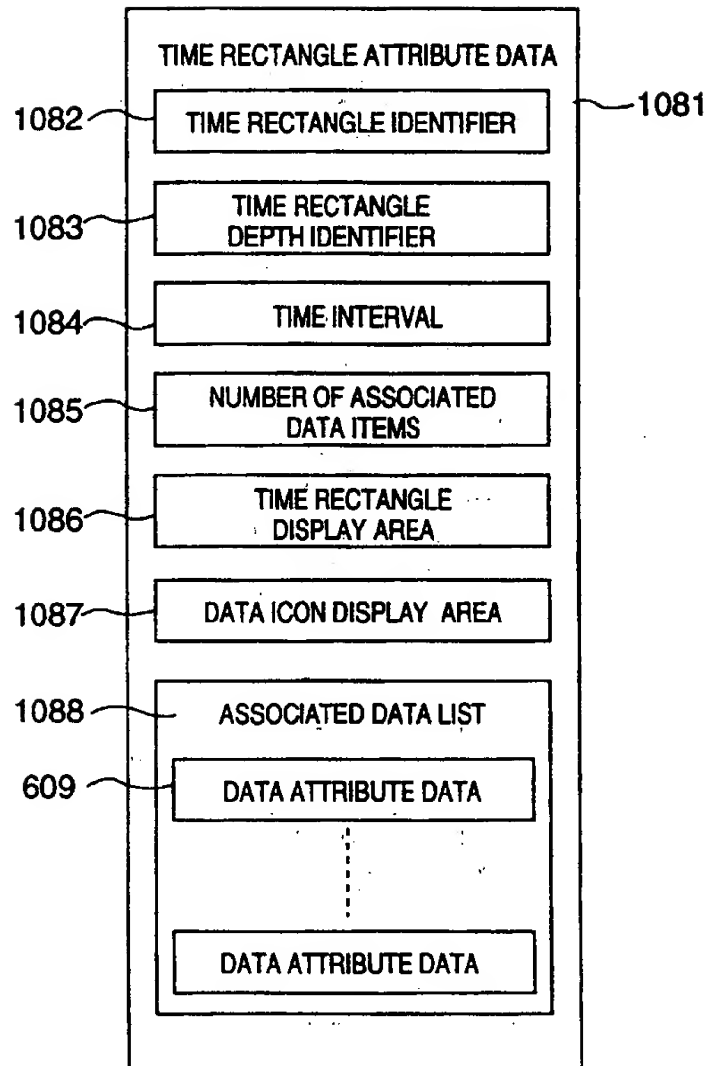 TIME RECTANGLE ATTRIBUTE DATA
1081
1082
TIME RECTANGLE IDENTIFIER
1083
TIME RECTANGLE
DEPTH IDENTIFIER
1084
TIME INTERVAL
1085
NUMBER OF ASSOCIATED
DATA ITEMS
1086
TIME RECTANGLE
DISPLAY AREA
1087
DATA ICON DISPLAY AREA
1088
ASSOCIATED DATA LIST
609
DATA ATTRIBUTE DATA
DATA ATTRIBUTE DATA